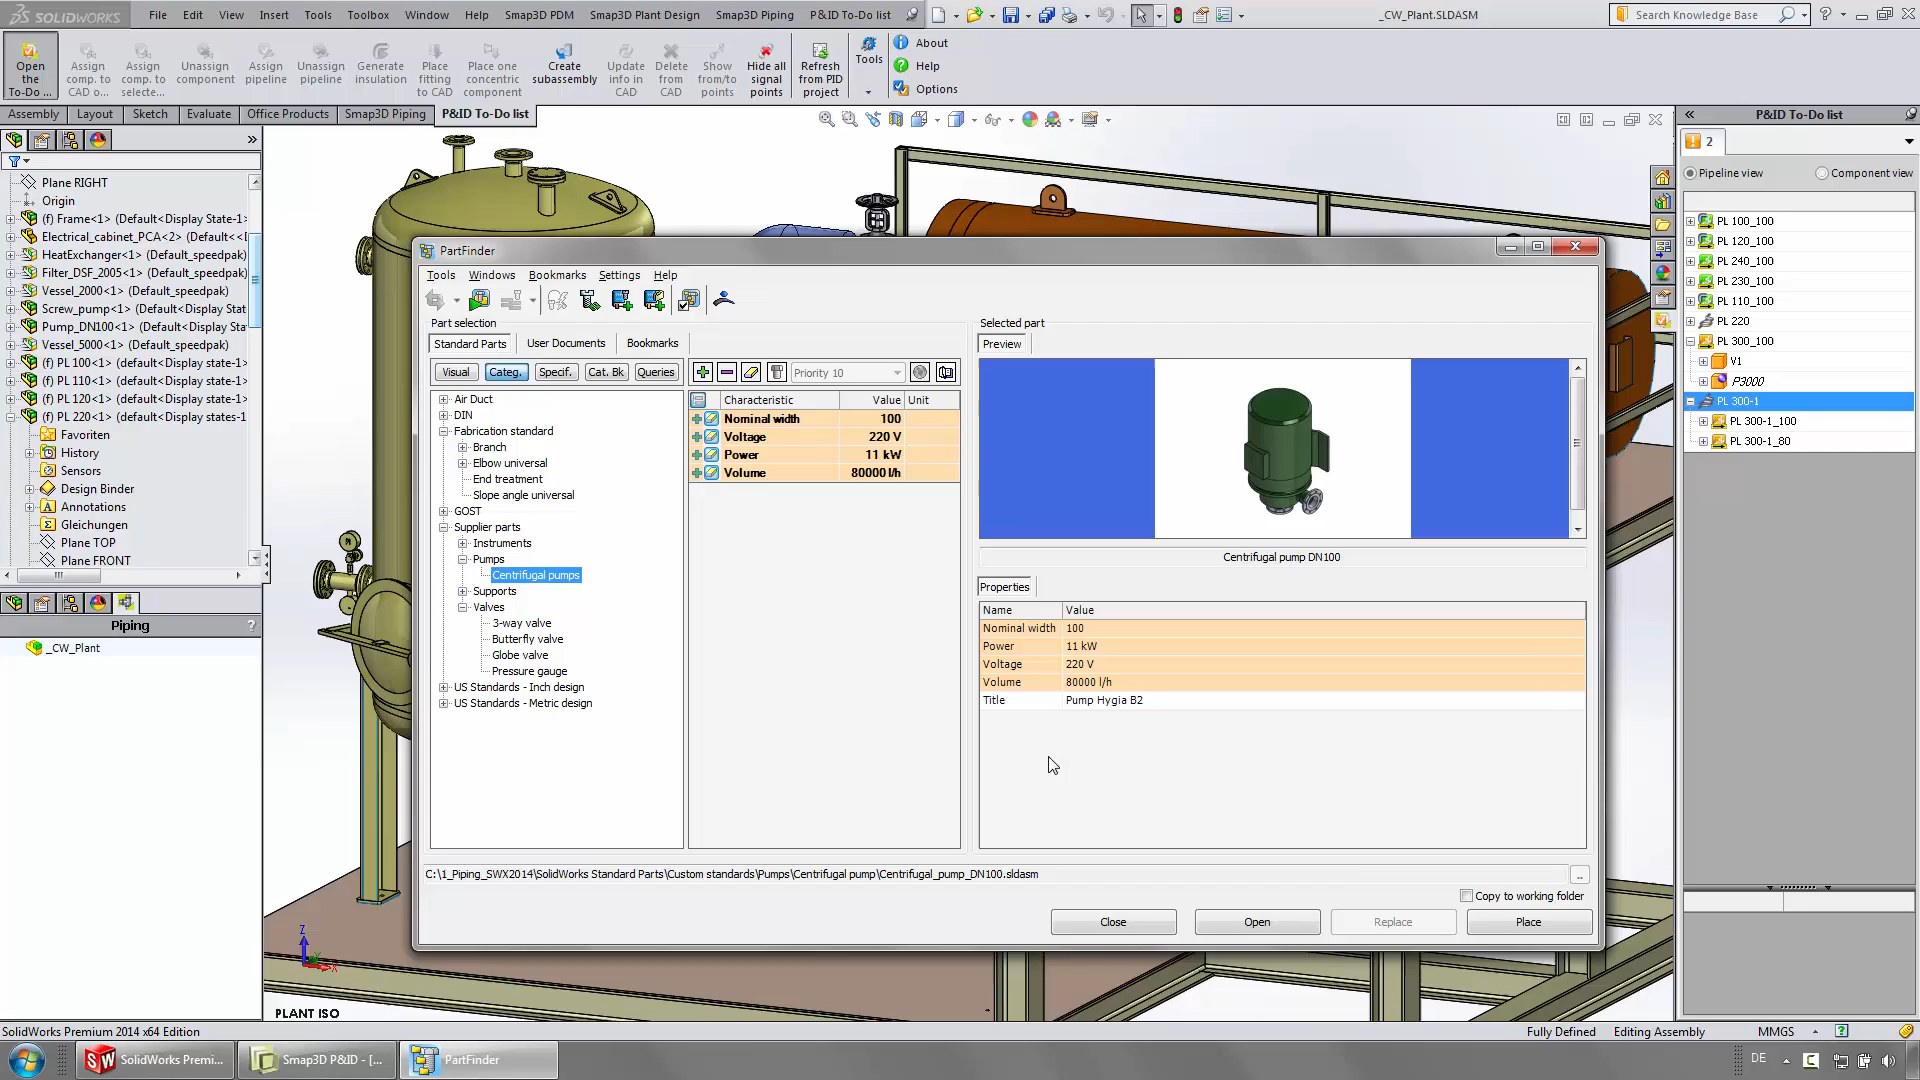 SOLIDWORKS File Edit View Insert Tools Toolbox Window Help Smap3D PDM Smap3D Plant Design Smap3D Piping P&ID To-Do list _CW_Plant.SLDASM Search Knowledge Base
Open the To-Do ...
Assign comp. to CAD o...
Assign comp. to selecte...
Unassign component
Assign pipeline
Unassign pipeline
Generate insulation
Place fitting to CAD
Place one concentric component
Create subassembly
Update info in CAD
Delete from CAD
Show from/to points
Hide all signal points
Refresh from PID project
Tools
About
Help
Options
Assembly Layout Sketch Evaluate Office Products Smap3D Piping P&ID To-Do list
Plane RIGHT
Origin
(f) Frame<1> (Default<Display State-1>
Electrical_cabinet_PCA<2> (Default<<I
HeatExchanger<1> (Default_speedpak)
Filter_DSF_2005<1> (Default_speedpak)
Vessel_2000<1> (Default_speedpak)
Screw_pump<1> (Default<Display Stat
Pump_DN100<1> (Default<Display Sta
Vessel_5000<1> (Default_speedpak)
(f) PL 100<1> (default<Display state-1>
(f) PL 110<1> (default<Display state-1>
(f) PL 120<1> (default<Display state-1>
(f) PL 220<1> (default<Display states-1
Favoriten
History
Sensors
Design Binder
Annotations
Gleichungen
Plane TOP
Plane FRONT
Piping
_CW_Plant
PartFinder
Tools Windows Bookmarks Settings Help
Part selection
Standard Parts User Documents Bookmarks
Visual Categ. Specif. Cat. Bk Queries
Priority 10
Air Duct
DIN
Fabrication standard
Branch
Elbow universal
End treatment
Slope angle universal
GOST
Supplier parts
Instruments
Pumps
Centrifugal pumps
Supports
Valves
3-way valve
Butterfly valve
Globe valve
Pressure gauge
US Standards - Inch design
US Standards - Metric design
Characteristic Value Unit
Nominal width 100
Voltage 220 V
Power 11 kW
Volume 80000 l/h
Selected part
Preview
Centrifugal pump DN100
Properties
Name Value
Nominal width 100
Power 11 kW
Voltage 220 V
Volume 80000 l/h
Title Pump Hygia B2
C:\1_Piping_SWX2014\SolidWorks Standard Parts\Custom standards\Pumps\Centrifugal pump\Centrifugal_pump_DN100.sldasm
...
Copy to working folder
Close Open Replace Place
P&ID To-Do list
2
Pipeline view Component view
PL 100_100
PL 120_100
PL 240_100
PL 230_100
PL 110_100
PL 220
PL 300_100
V1
P3000
PL 300-1
PL 300-1_100
PL 300-1_80
Z
X
PLANT ISO
SolidWorks Premium 2014 x64 Edition Fully Defined Editing Assembly MMGS
SolidWorks Premi... Smap3D P&ID - [... PartFinder DE